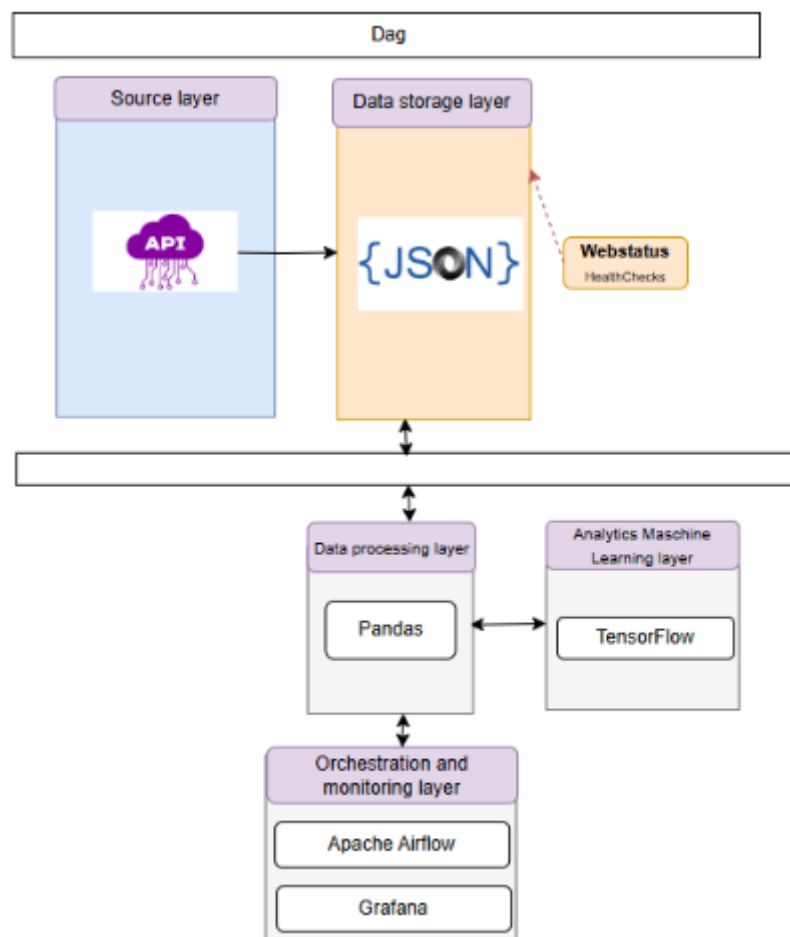 Dag
Source layer
Data storage layer
API
{JSON}
Webstatus
HealthChecks
Data processing layer
Analytics Maschine
Learning layer
Pandas
TensorFlow
Orchestration and
monitoring layer
Apache Airflow
Grafana